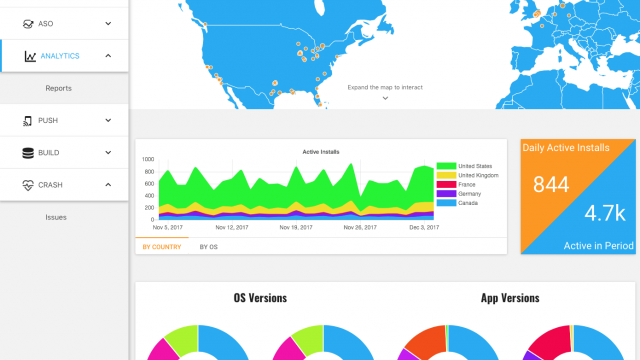 ASO
ANALYTICS
Reports
PUSH
BUILD
CRASH
Issues
Expand the map to interact
Active Installs
1000
800
600
400
200
0
Nov 5, 2017
Nov 12, 2017
Nov 19, 2017
Nov 26, 2017
Dec 3, 2017
United States
United Kingdom
France
Germany
Canada
BY COUNTRY
BY OS
Daily Active Installs
844
4.7k
Active in Period
OS Versions
App Versions